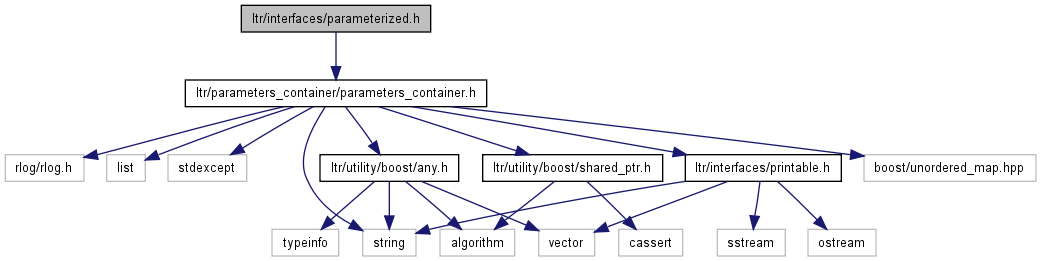 ltr/interfaces/parameterized.h
ltr/parameters_container/parameters_container.h
rlog/rlog.h list stdexcept ltr/utility/boost/any.h ltr/utility/boost/shared_ptr.h ltr/interfaces/printable.h boost/unordered_map.hpp
typeinfo string algorithm vector cassert sstream ostream